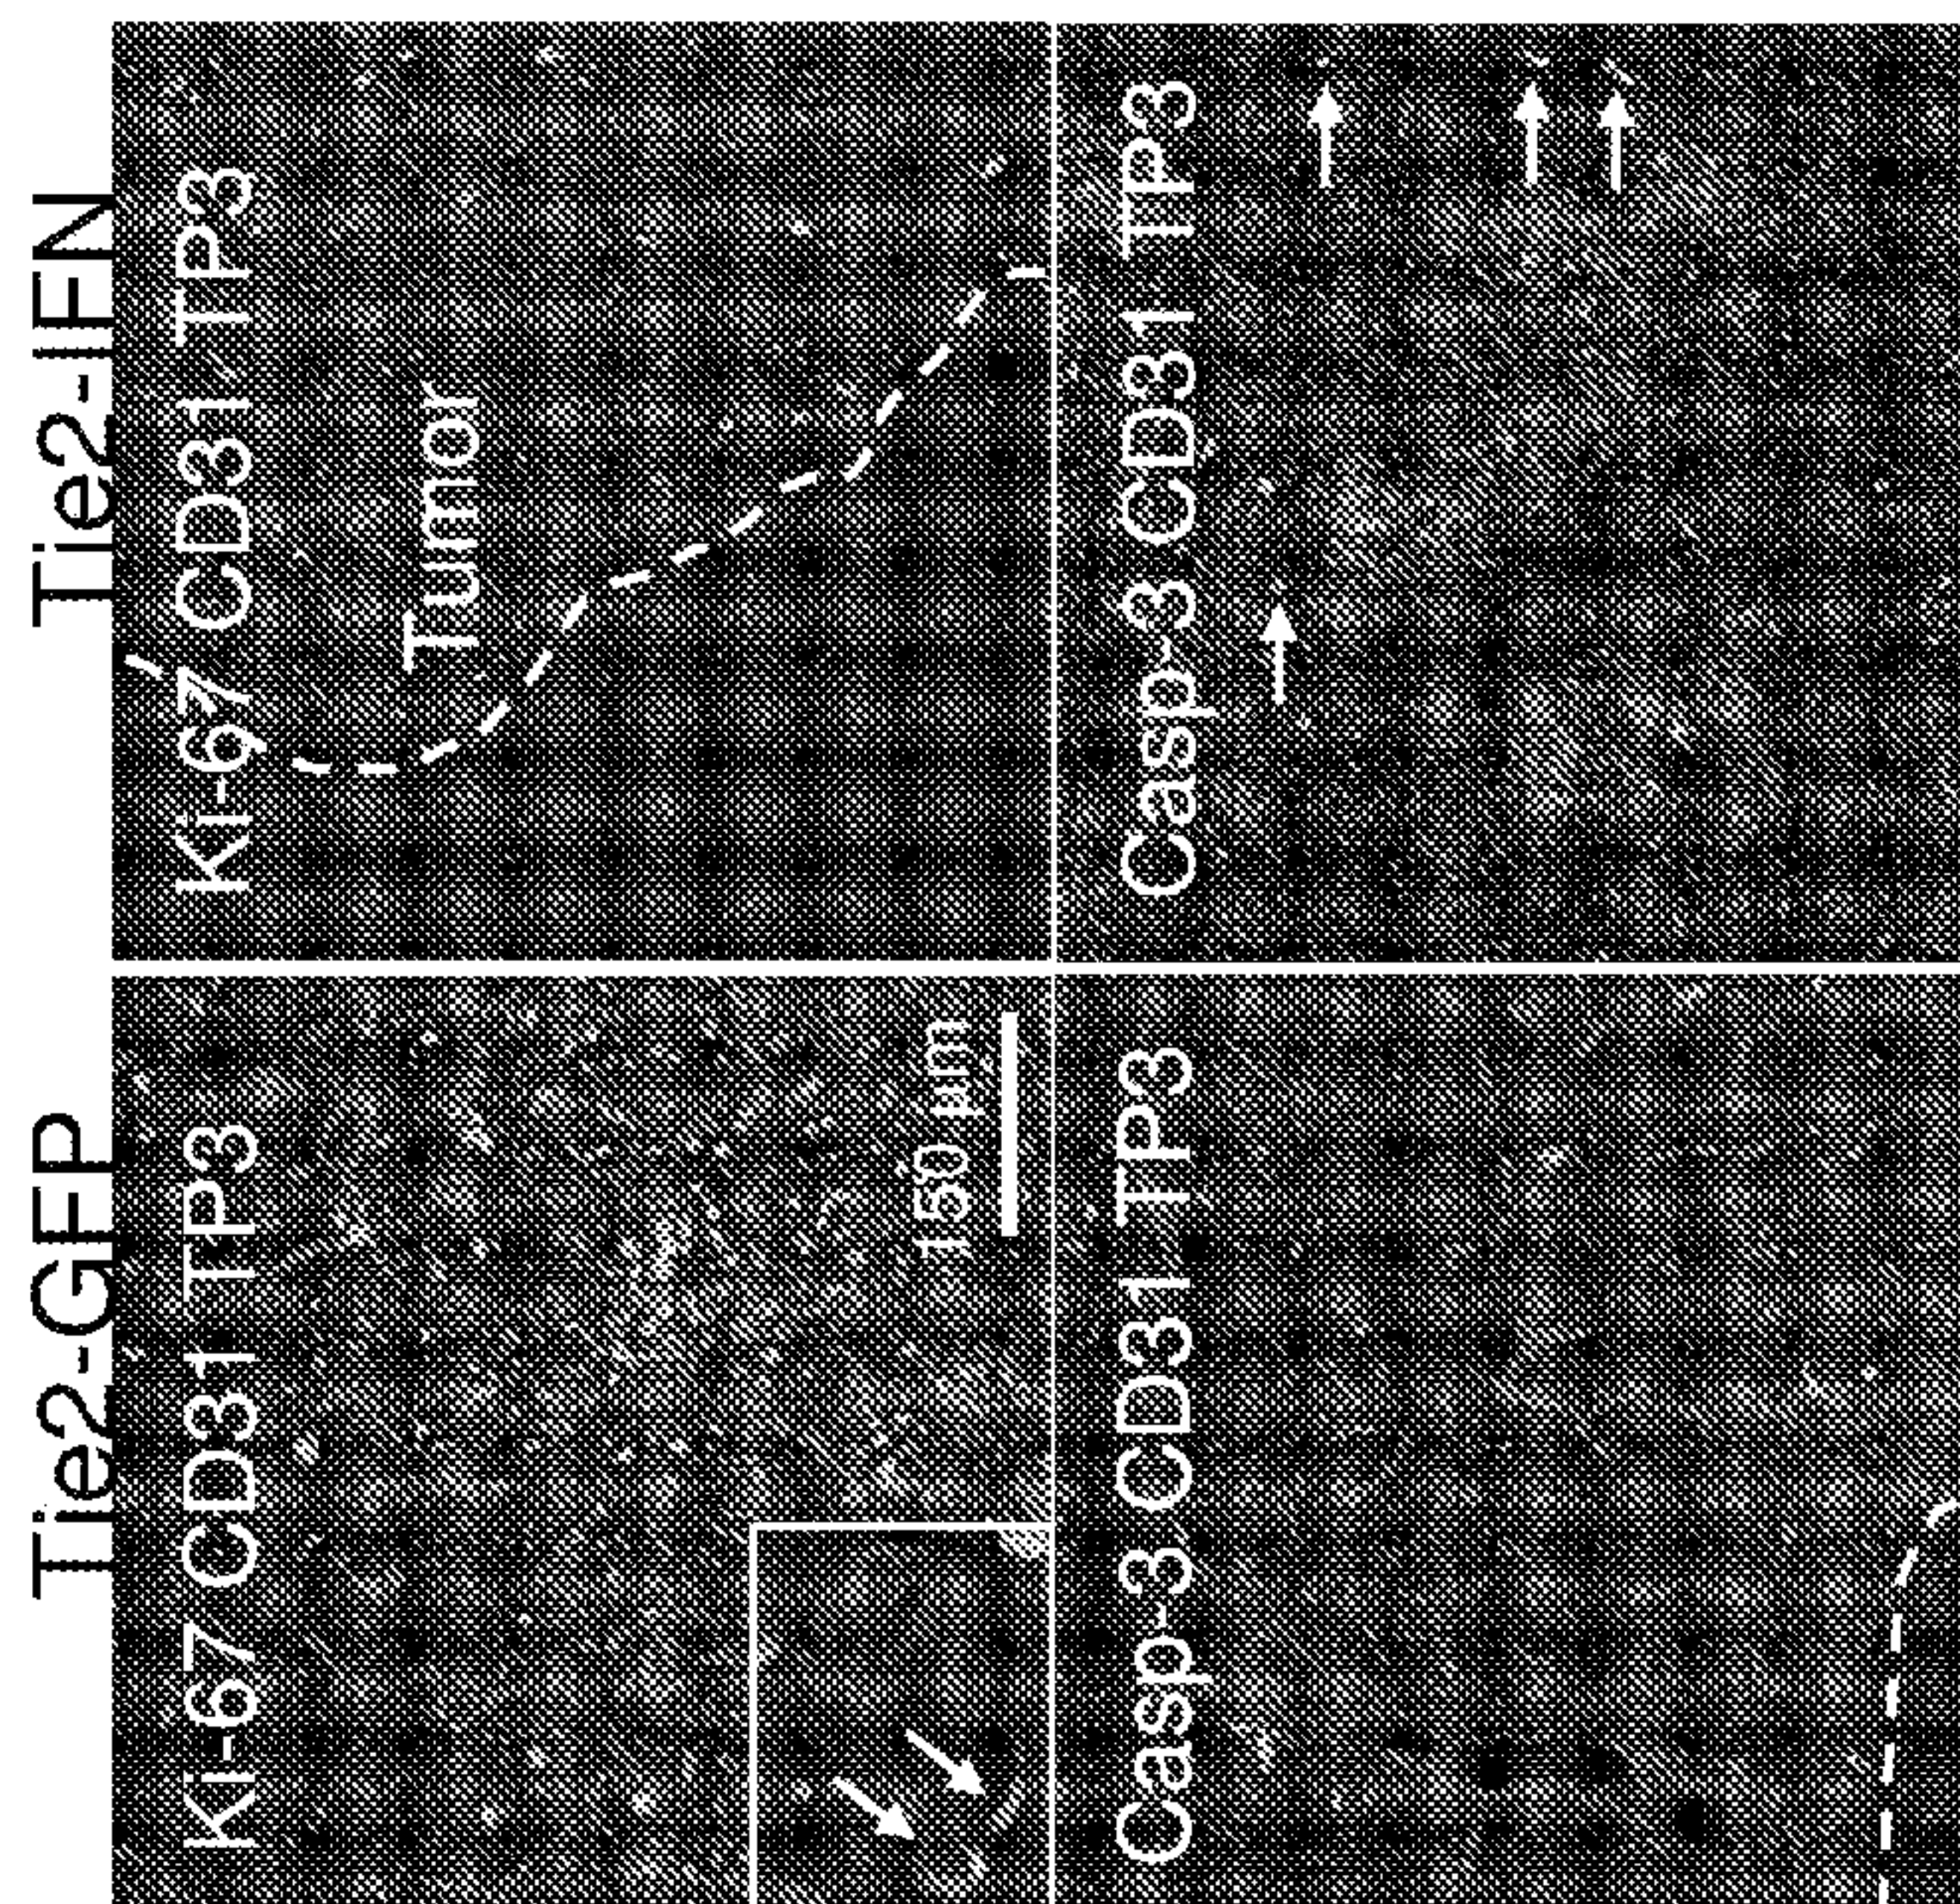 Tie2-GFP
Tie2-IFN
Ki-67 CD31 TP3
150 µm
Ki-67 CD31 TP3
Tumor
Casp-3 CD31 TP3
Casp-3 CD31 TP3